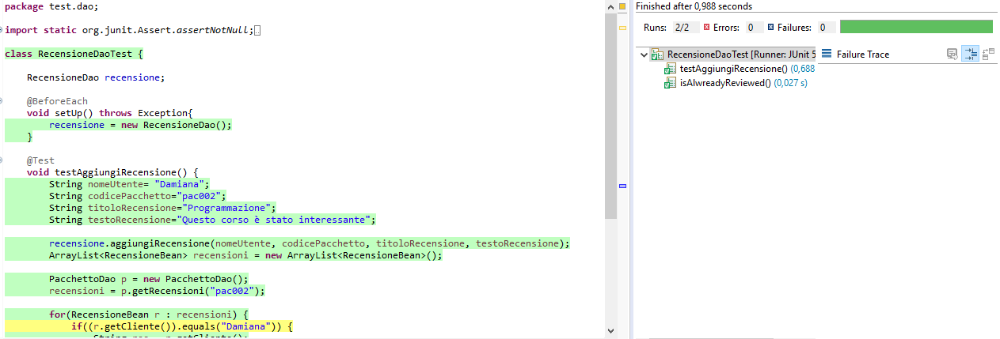 package test.dao;
import static org.junit.Assert.assertNotNull;
class RecensioneDaoTest {
RecensioneDao recensione;
@BeforeEach
void setUp() throws Exception{
recensione = new RecensioneDao();
}
@Test
void testAggiungiRecensione() {
String nomeUtente= "Damiana";
String codicePacchetto="pac002";
String titoloRecensione="Programmazione";
String testoRecensione="Questo corso è stato interessante";
recensione.aggiungiRecensione(nomeUtente, codicePacchetto, titoloRecensione, testoRecensione);
ArrayList<RecensioneBean> recensioni = new ArrayList<RecensioneBean>();
PacchettoDao p = new PacchettoDao();
recensioni = p.getRecensioni("pac002");
for(RecensioneBean r : recensioni) {
if((r.getCliente()).equals("Damiana")) {
Finished after 0,988 seconds
Runs: 2/2 Errors: 0 Failures: 0
RecensioneDaoTest [Runner: JUnit 5
testAggiungiRecensione() (0,688
isAlwreadyReviewed() (0,027 s)
Failure Trace